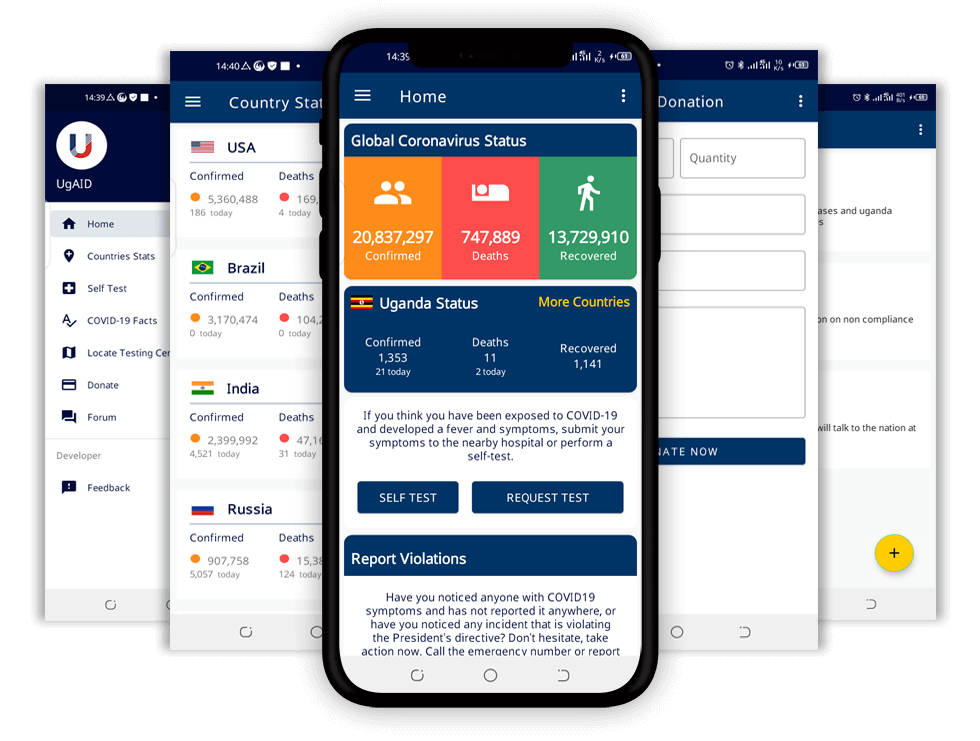 14:39
UgAID
Home
Countries Stats
Self Test
COVID-19 Facts
Locate Testing
Donate
Forum
Developer
Feedback
14:40
Country
USA
Confirmed Deaths
5,360,488 169,
186 today 4 today
Brazil
Confirmed Deaths
3,170,474 104,
0 today 0 today
India
Confirmed Deaths
2,399,992 47,
4,521 today 31 today
Russia
Confirmed Deaths
907,758 15,
5,057 today 124 today
14:39 2 K/s 61
Home
Global Coronavirus Status
20,837,297
Confirmed
747,889
Deaths
13,729,910
Recovered
Uganda Status More Countries
Confirmed
1,353
21 today
Deaths
11
2 today
Recovered
1,141
If you think you have been exposed to COVID-19
and developed a fever and symptoms, submit your
symptoms to the nearby hospital or perform a
self-test.
SELF TEST REQUEST TEST
Report Violations
Have you noticed anyone with COVID19
symptoms and has not reported it anywhere, or
have you noticed any incident that is violating
the President's directive? Don't hesitate, take
action now. Call the emergency number or report
10 K/s 61
Donation
Quantity
NATE NOW
401 B/s 61
ases and uganda
on on non compliance
will talk to the nation at
+